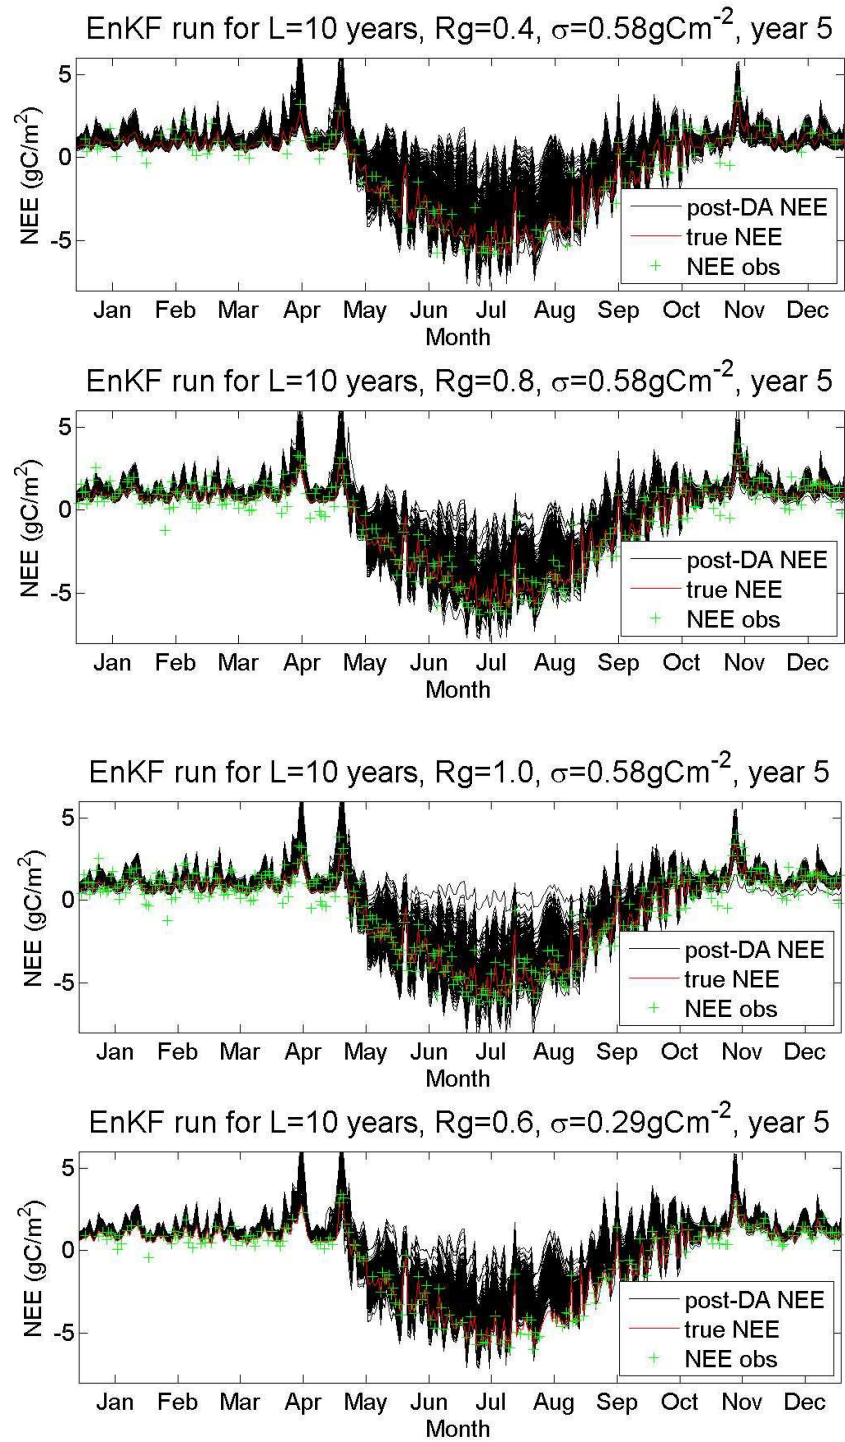 EnKF run for L=10 years, Rg=0.4, σ=0.58gCm⁻², year 5
NEE (gC/m²)
5
0
-5
post-DA NEE
true NEE
NEE obs
Jan Feb Mar Apr May Jun Jul Aug Sep Oct Nov Dec
Month
EnKF run for L=10 years, Rg=0.8, σ=0.58gCm⁻², year 5
NEE (gC/m²)
5
0
-5
post-DA NEE
true NEE
NEE obs
Jan Feb Mar Apr May Jun Jul Aug Sep Oct Nov Dec
Month
EnKF run for L=10 years, Rg=1.0, σ=0.58gCm⁻², year 5
NEE (gC/m²)
5
0
-5
post-DA NEE
true NEE
NEE obs
Jan Feb Mar Apr May Jun Jul Aug Sep Oct Nov Dec
Month
EnKF run for L=10 years, Rg=0.6, σ=0.29gCm⁻², year 5
NEE (gC/m²)
5
0
-5
post-DA NEE
true NEE
NEE obs
Jan Feb Mar Apr May Jun Jul Aug Sep Oct Nov Dec
Month